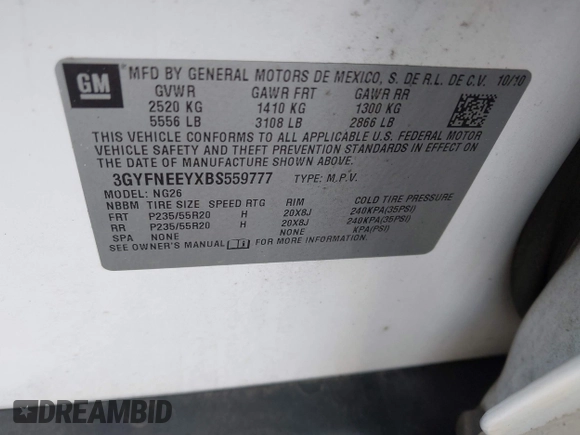 GM
*MFD BY GENERAL MOTORS DE MEXICO, S. DE R.L. DE C.V. 10/10
GVWR GAWR FRT GAWR RR
2520 KG 1410 KG 1300 KG
5556 LB 3108 LB 2866 LB
THIS VEHICLE CONFORMS TO ALL APPLICABLE U.S. FEDERAL MOTOR
VEHICLE SAFETY AND THEFT PREVENTION STANDARDS IN EFFECT ON
THE DATE OF MANUFACTURE SHOWN ABOVE.
3GYFNEEYXBS559777 TYPE: M.P.V.
MODEL: NG26
NBBM TIRE SIZE SPEED RTG RIM COLD TIRE PRESSURE
FRT P235/55R20 H 20X8J 240KPA(35PSI)
RR P235/55R20 H 20X8J 240KPA(35PSI)
SPA NONE NONE KPA(PSI)
SEE OWNER'S MANUAL i FOR MORE INFORMATION.
DREAMBID